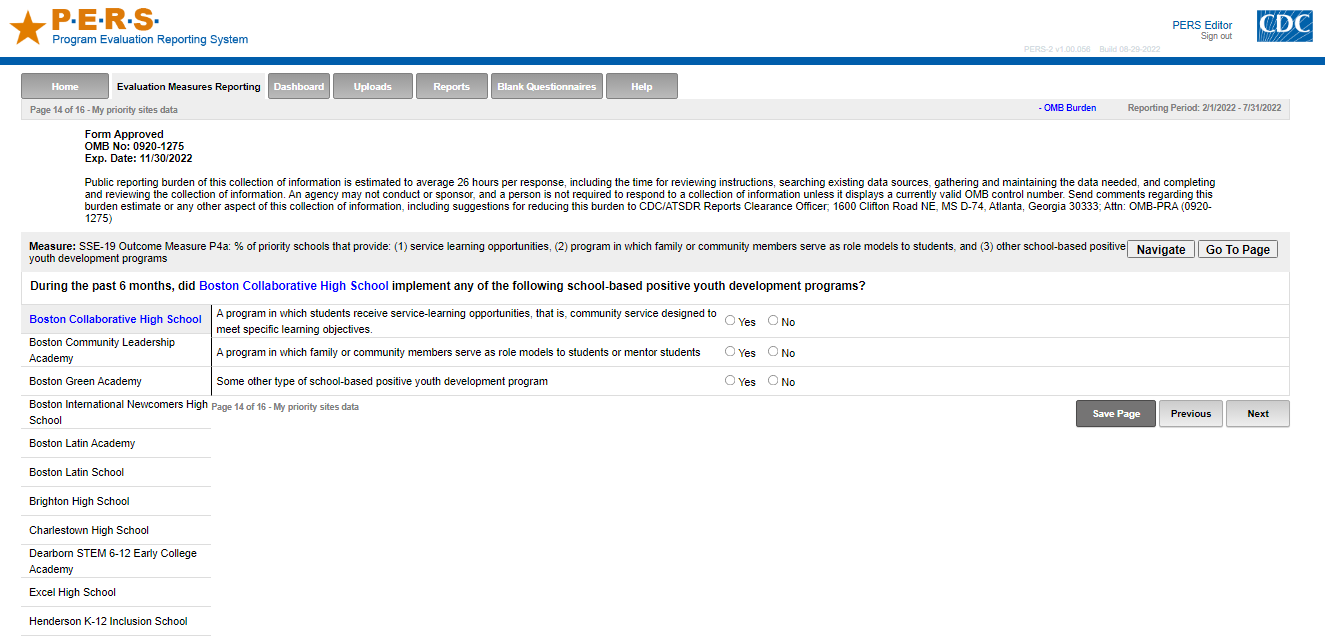 P·E·R·S·
Program Evaluation Reporting System
PERS Editor
Sign out
CDC
PERS-2 v1.00.056 Build 08-29-2022
Home
Evaluation Measures Reporting
Dashboard
Uploads
Reports
Blank Questionnaires
Help
Page 14 of 16 - My priority sites data
- OMB Burden
Reporting Period: 2/1/2022 - 7/31/2022
Form Approved
OMB No: 0920-1275
Exp. Date: 11/30/2022
Public reporting burden of this collection of information is estimated to average 26 hours per response, including the time for reviewing instructions, searching existing data sources, gathering and maintaining the data needed, and completing
and reviewing the collection of information. An agency may not conduct or sponsor, and a person is not required to respond to a collection of information unless it displays a currently valid OMB control number. Send comments regarding this
burden estimate or any other aspect of this collection of information, including suggestions for reducing this burden to CDC/ATSDR Reports Clearance Officer; 1600 Clifton Road NE, MS D-74, Atlanta, Georgia 30333; Attn: OMB-PRA (0920-
1275)
Measure: SSE-19 Outcome Measure P4a: % of priority schools that provide: (1) service learning opportunities, (2) program in which family or community members serve as role models to students, and (3) other school-based positive
youth development programs
Navigate
Go To Page
During the past 6 months, did Boston Collaborative High School implement any of the following school-based positive youth development programs?
Boston Collaborative High School
A program in which students receive service-learning opportunities, that is, community service designed to
meet specific learning objectives.
Yes No
Boston Community Leadership
Academy
A program in which family or community members serve as role models to students or mentor students
Yes No
Boston Green Academy
Some other type of school-based positive youth development program
Yes No
Boston International Newcomers High
School
Page 14 of 16 - My priority sites data
Save Page
Previous
Next
Boston Latin Academy
Boston Latin School
Brighton High School
Charlestown High School
Dearborn STEM 6-12 Early College
Academy
Excel High School
Henderson K-12 Inclusion School